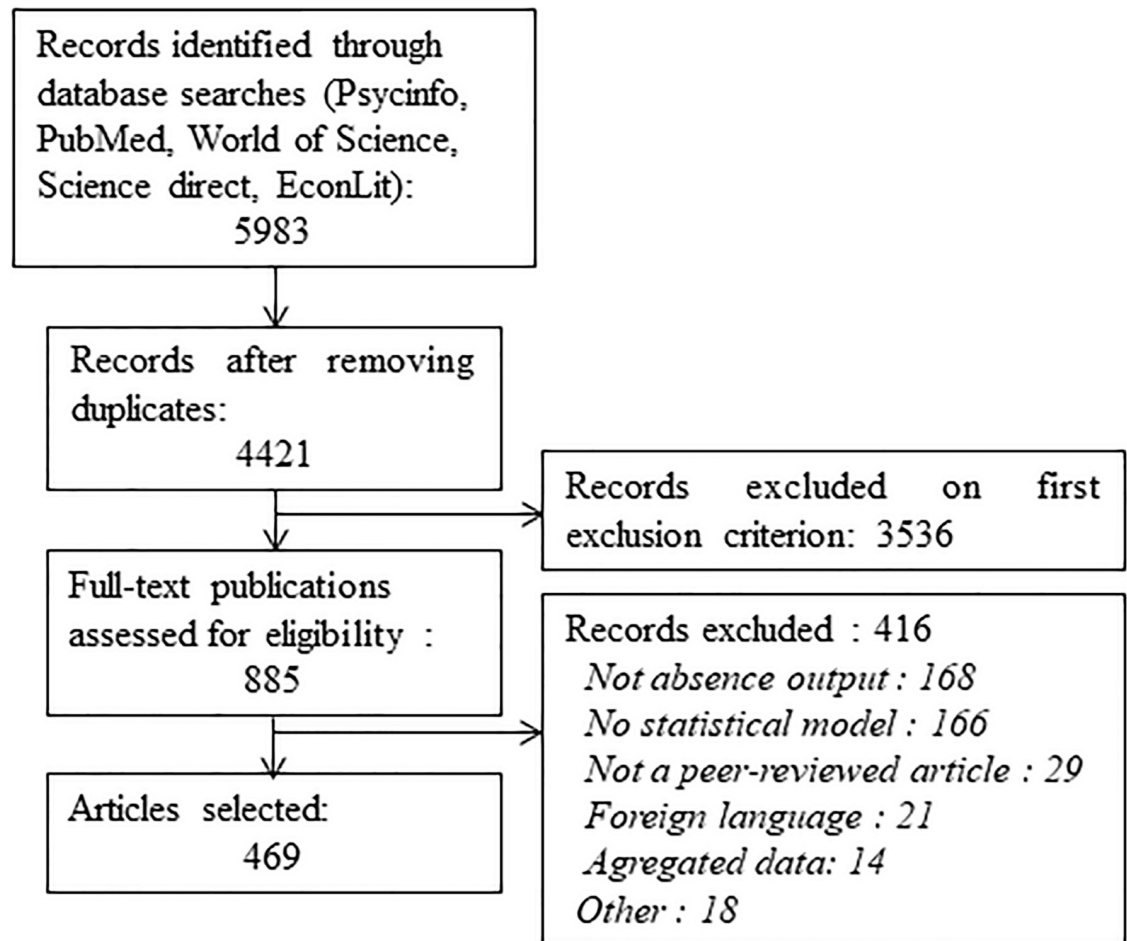 Records identified through
database searches (Psycinfo,
PubMed, World of Science,
Science direct, EconLit):
5983
Records after removing
duplicates:
4421
Records excluded on first
exclusion criterion: 3536
Full-text publications
assessed for eligibility :
885
Records excluded : 416
Not absence output : 168
No statistical model : 166
Not a peer-reviewed article : 29
Foreign language : 21
Agregated data: 14
Other : 18
Articles selected:
469